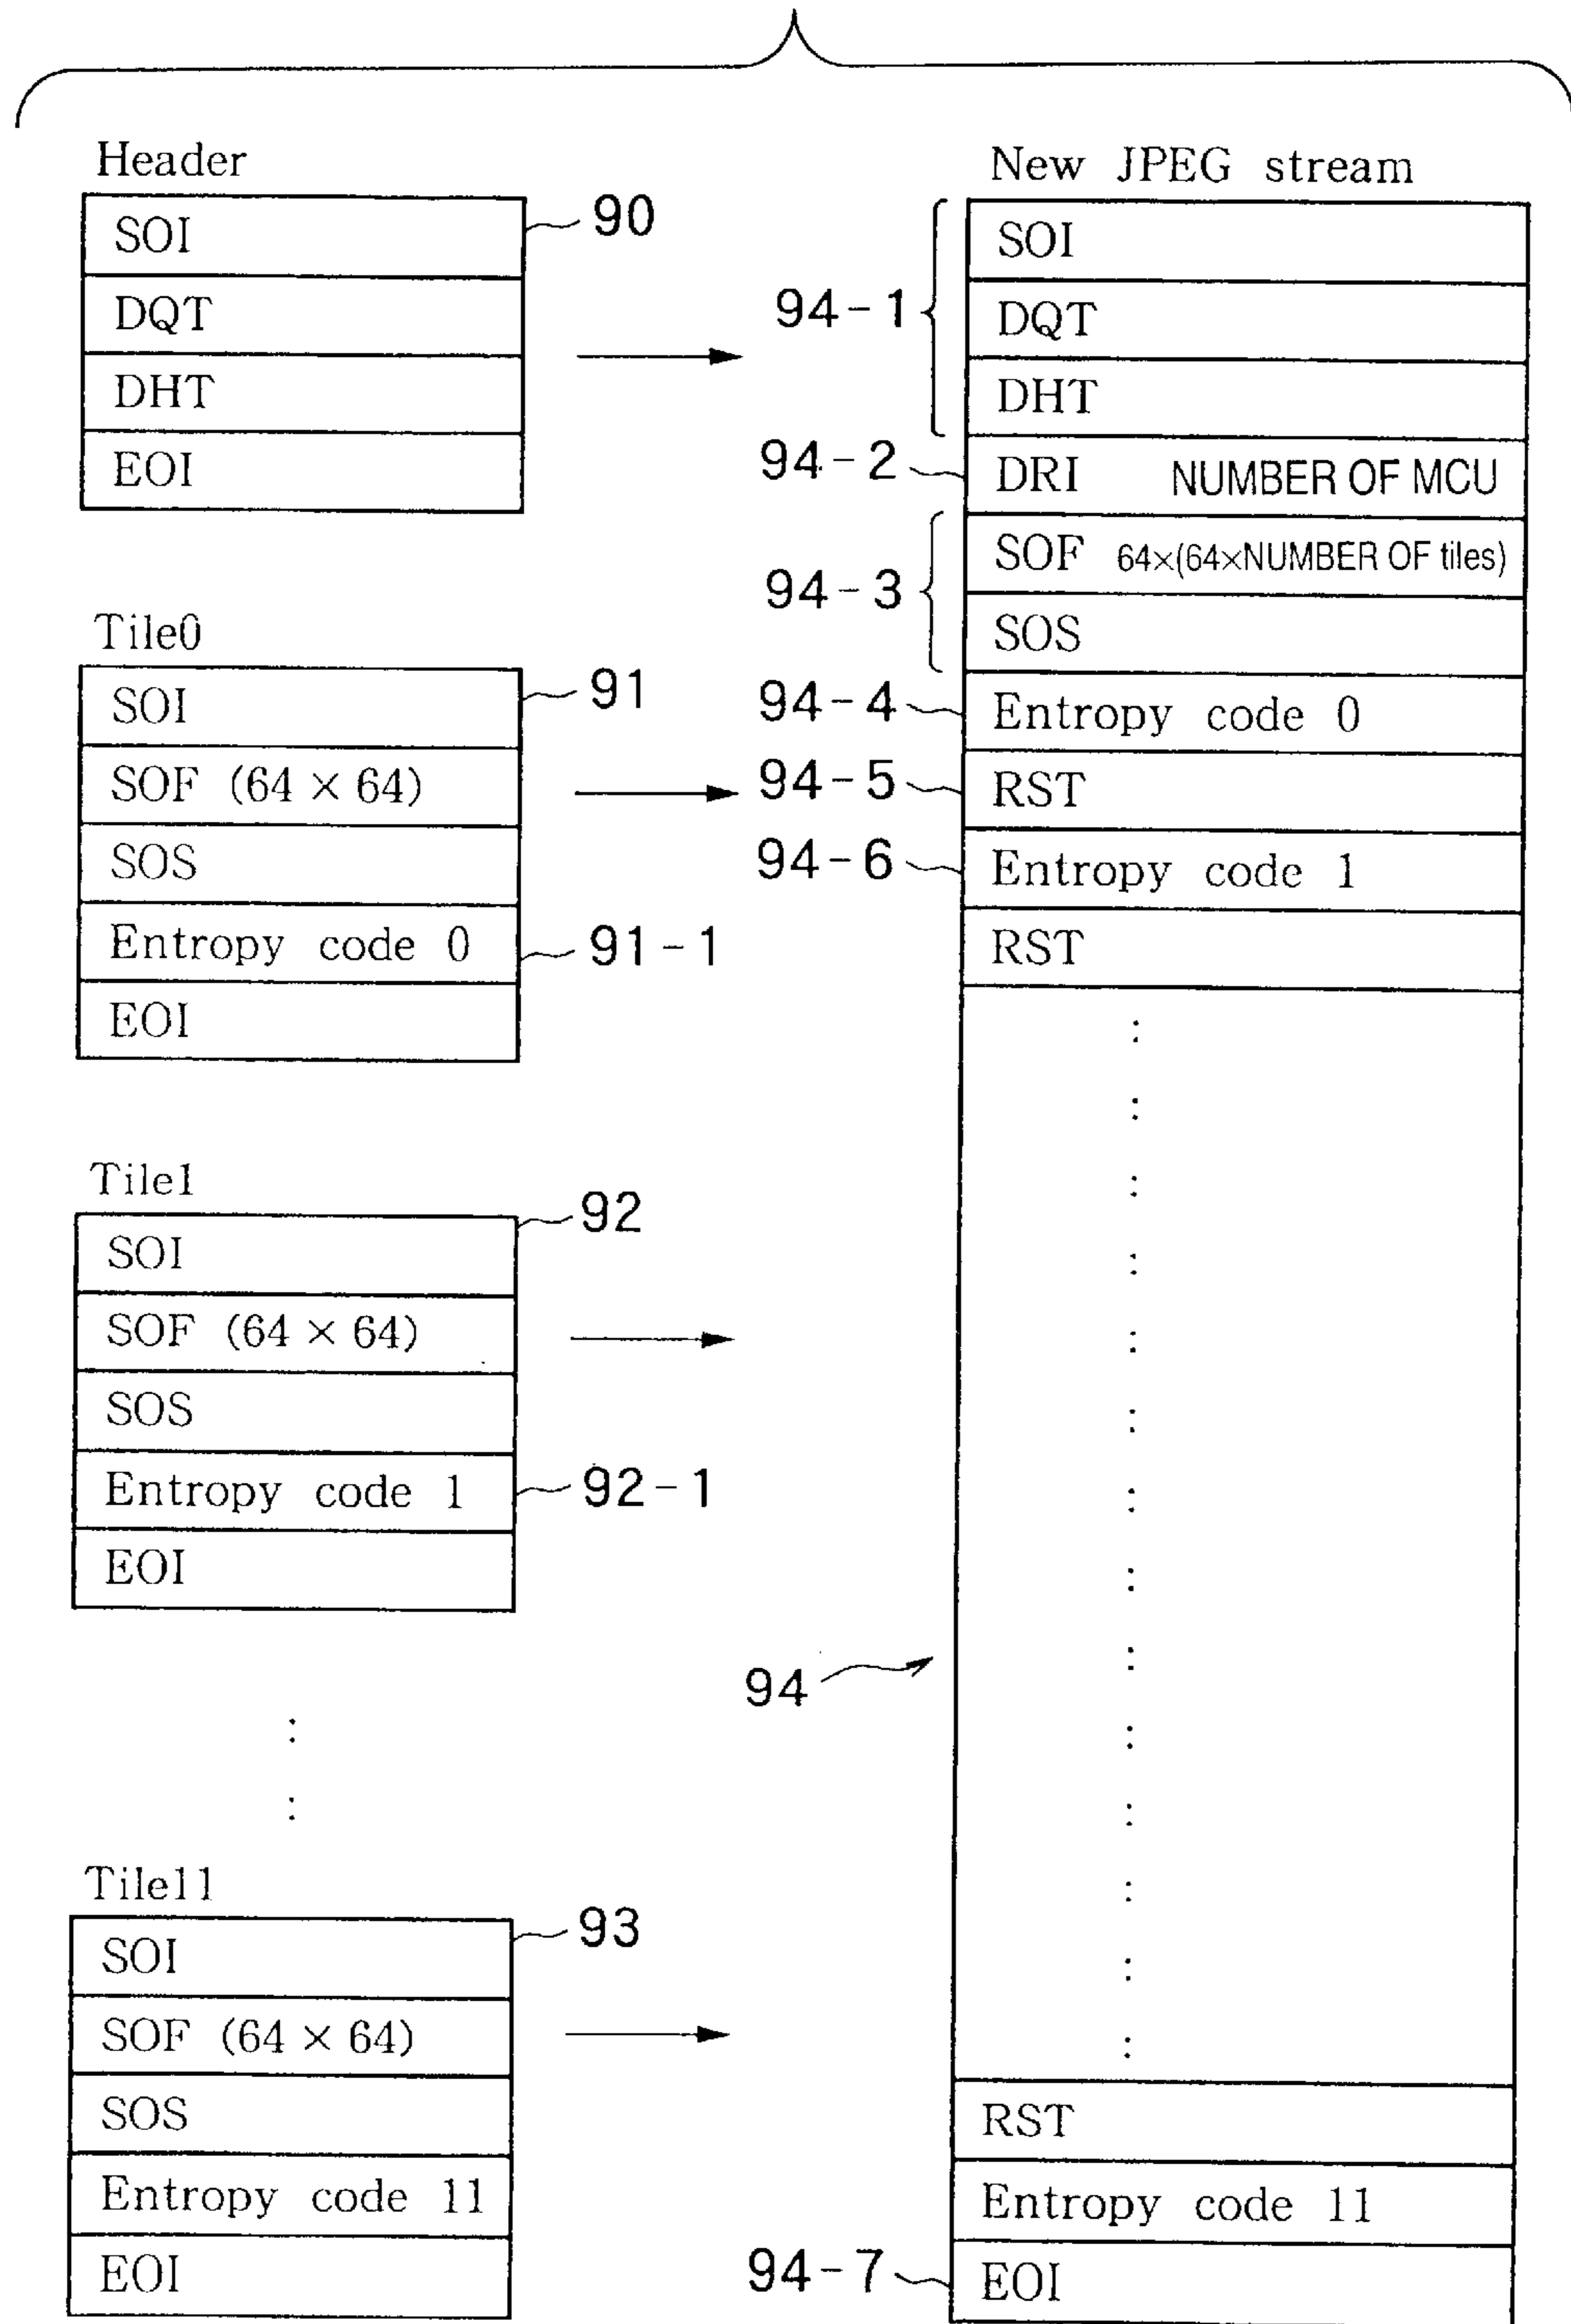 Header
SOI
90
DQT
DHT
EOI
Tile0
SOI
91
SOF (64 × 64)
SOS
Entropy code 0
91-1
EOI
Tile1
SOI
92
SOF (64 × 64)
SOS
Entropy code 1
92-1
EOI
Tile11
SOI
93
SOF (64 × 64)
SOS
Entropy code 11
EOI
New JPEG stream
94-1
SOI
DQT
DHT
94-2
DRI NUMBER OF MCU
94-3
SOF 64×(64×NUMBER OF tiles)
SOS
94-4
Entropy code 0
94-5
RST
94-6
Entropy code 1
RST
94
RST
Entropy code 11
94-7
EOI